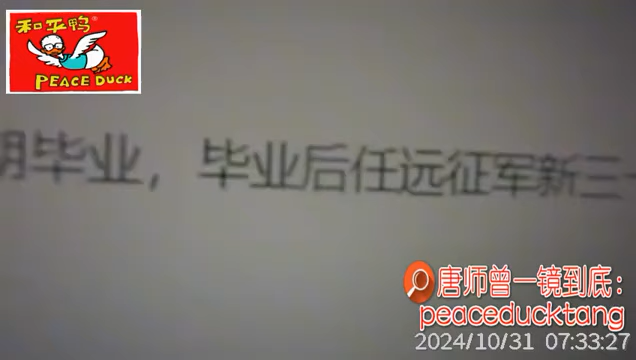 和平鸭
PEACE DUCK
期毕业，毕业后任远征军新三
唐师曾一镜到底：
peaceducktang
2024/10/31 07:33:27